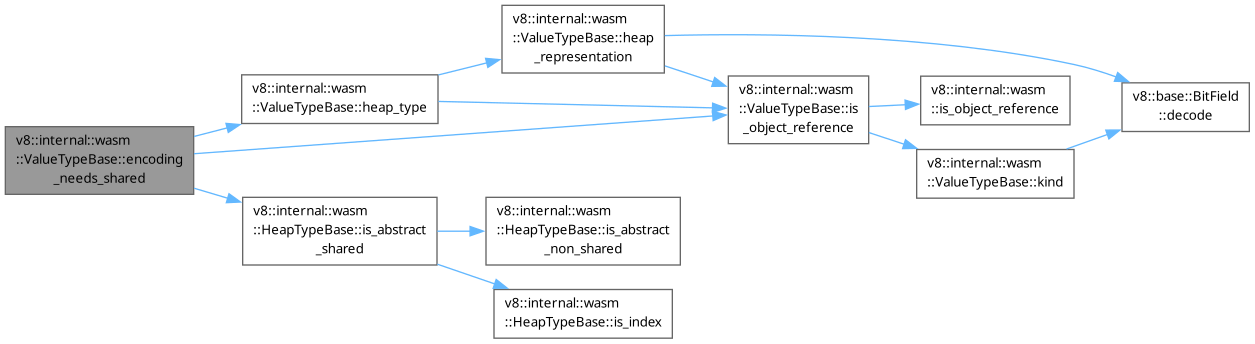 v8::internal::wasm
::ValueTypeBase::encoding
_needs_shared
v8::internal::wasm
::ValueTypeBase::heap_type
v8::internal::wasm
::ValueTypeBase::heap
_representation
v8::internal::wasm
::ValueTypeBase::is
_object_reference
v8::internal::wasm
::is_object_reference
v8::internal::wasm
::ValueTypeBase::kind
v8::base::BitField
::decode
v8::internal::wasm
::HeapTypeBase::is_abstract
_shared
v8::internal::wasm
::HeapTypeBase::is_abstract
_non_shared
v8::internal::wasm
::HeapTypeBase::is_index